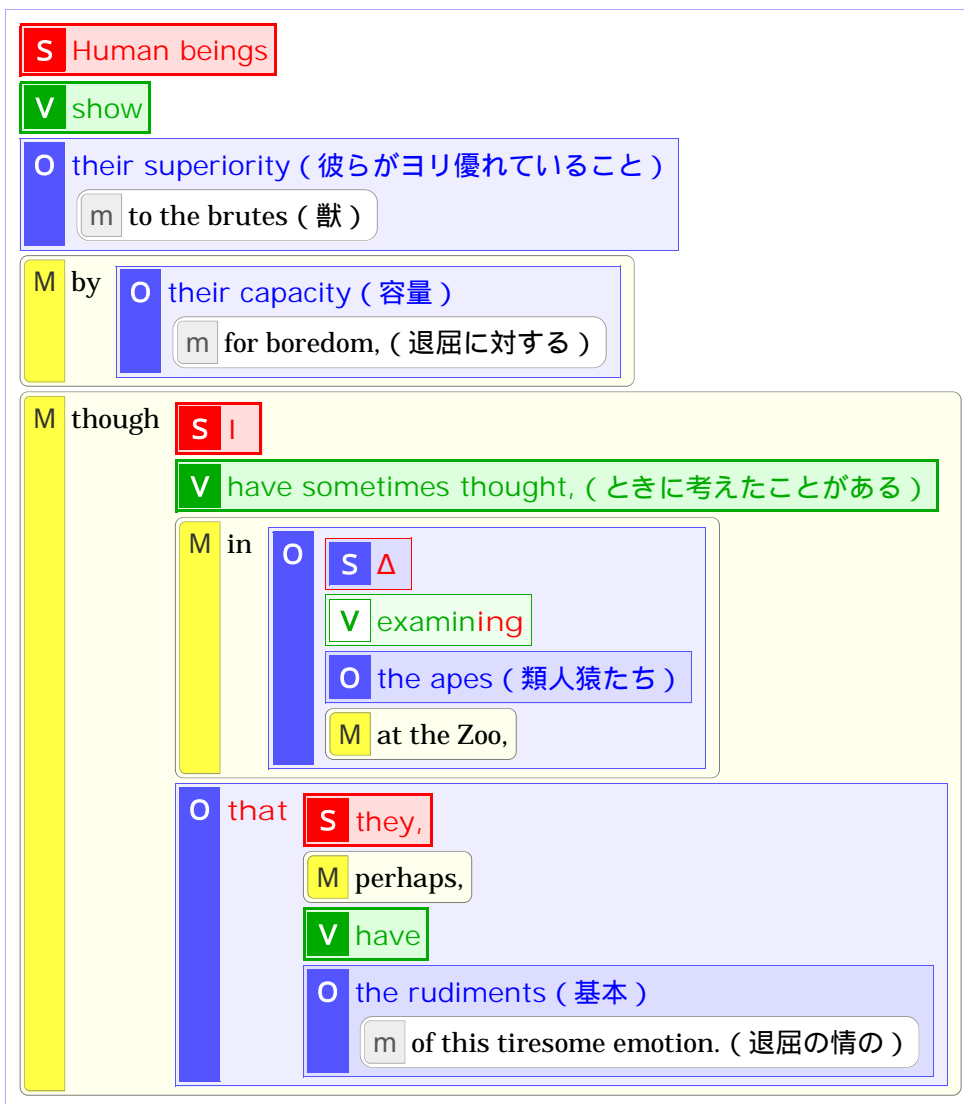 S Human beings
V show
O their superiority ( 彼らがヨリ優れていること )
m to the brutes ( 獣 )
M by O their capacity ( 容量 )
m for boredom, ( 退屈に対する )
M though S I
V have sometimes thought, ( ときに考えたことがある )
M in O S Δ
V examining
O the apes ( 類人猿たち )
M at the Zoo,
O that S they,
M perhaps,
V have
O the rudiments ( 基本 )
m of this tiresome emotion. ( 退屈の情の )